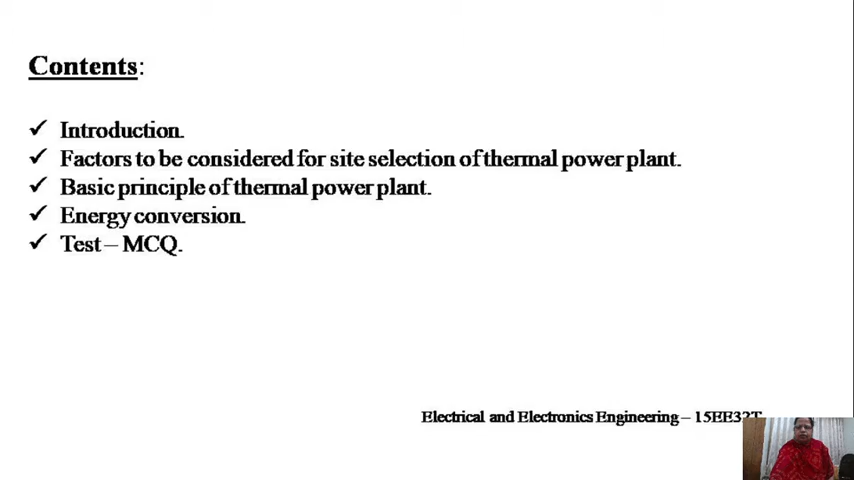 Contents:
✓ Introduction.
✓ Factors to be considered for site selection of thermal power plant.
✓ Basic principle of thermal power plant.
✓ Energy conversion.
✓ Test – MCQ.
Electrical and Electronics Engineering – 15EE32T